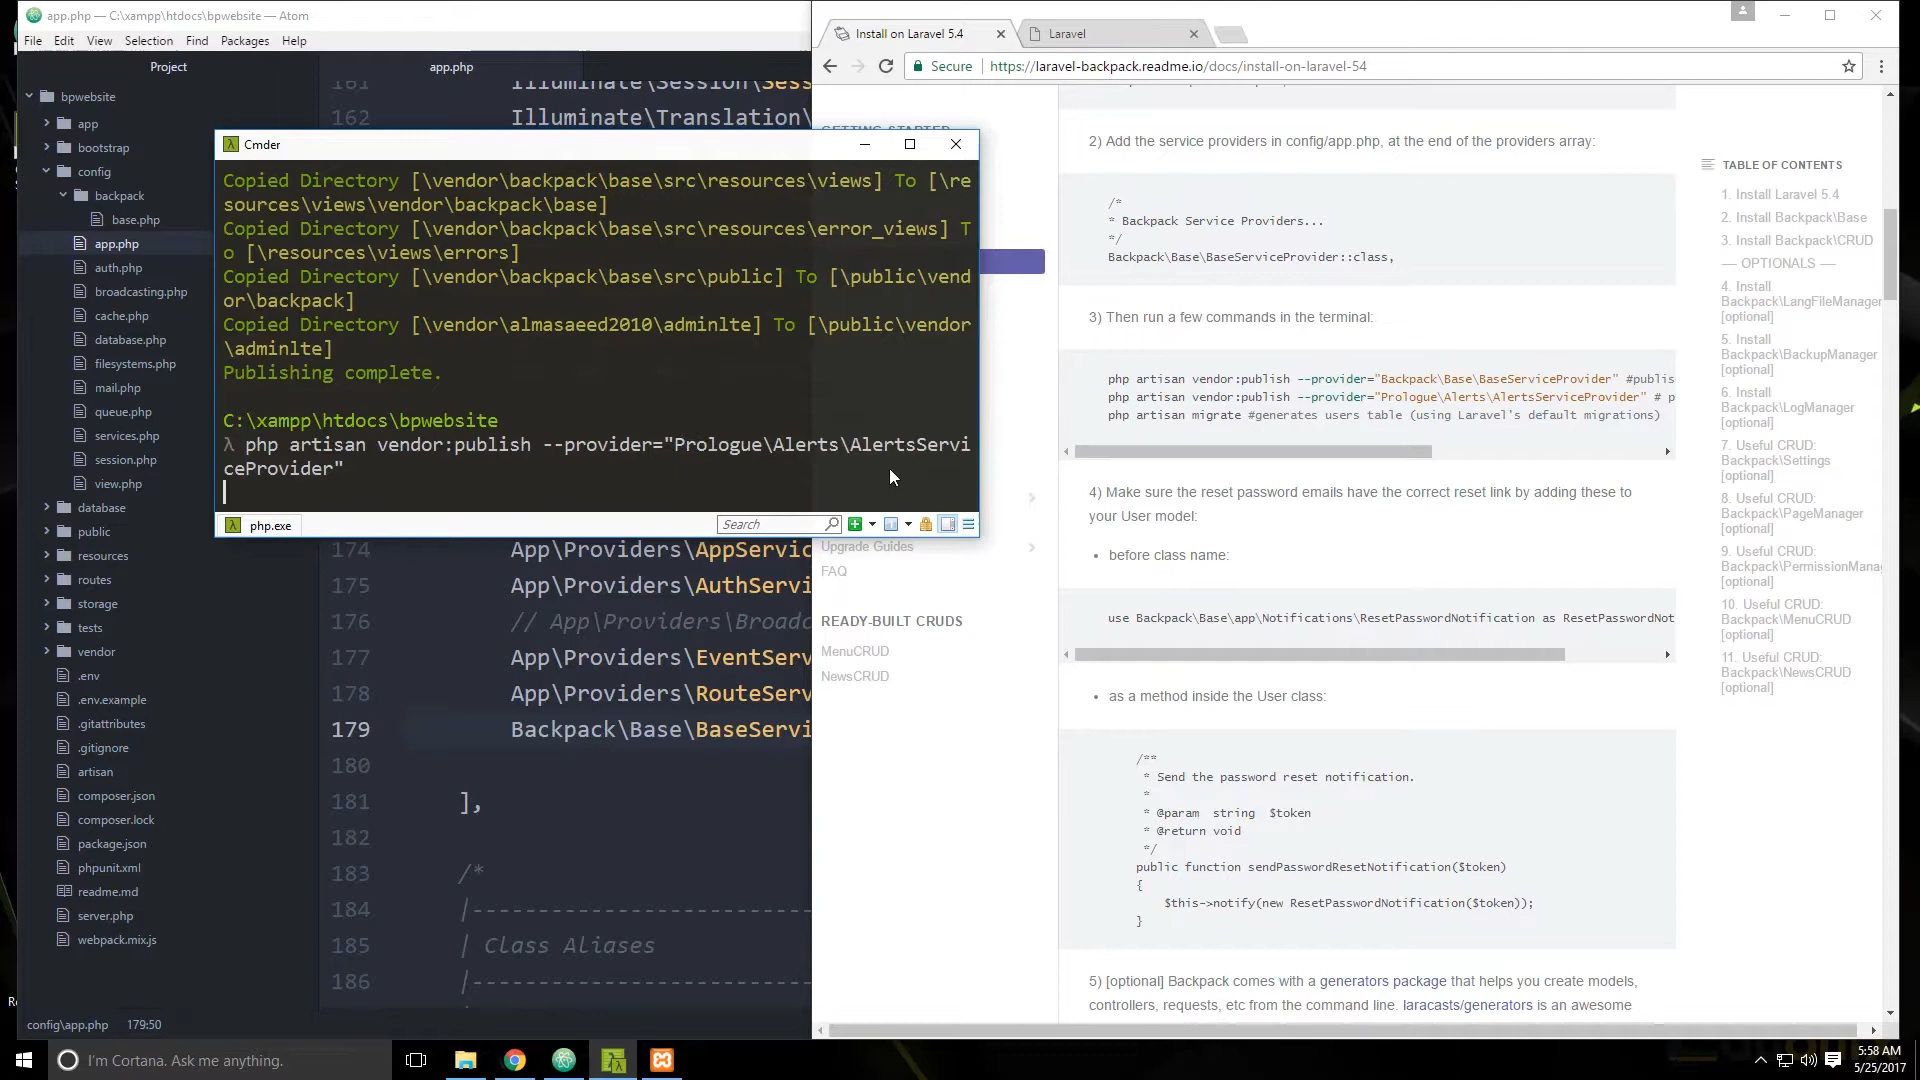 app.php — C:\xampp\htdocs\bpwebsite — Atom
File Edit View Selection Find Packages Help
Project
bpwebsite
app
bootstrap
config
backpack
base.php
app.php
auth.php
broadcasting.php
cache.php
database.php
filesystems.php
mail.php
queue.php
services.php
session.php
view.php
database
public
resources
routes
storage
tests
vendor
.env
.env.example
.gitattributes
.gitignore
artisan
composer.json
composer.lock
package.json
phpunit.xml
readme.md
server.php
webpack.mix.js
config\app.php 179:50
app.php
161 Illuminate\Session\Sess
162 Illuminate\Translation\
Cmder
Copied Directory [\vendor\backpack\base\src\resources\views] To [\re
sources\views\vendor\backpack\base]
Copied Directory [\vendor\backpack\base\src\resources\error_views] T
o [\resources\views\errors]
Copied Directory [\vendor\backpack\base\src\public] To [\public\vend
or\backpack]
Copied Directory [\vendor\almasaeed2010\adminlte] To [\public\vendor
\adminlte]
Publishing complete.
C:\xampp\htdocs\bpwebsite
λ php artisan vendor:publish --provider="Prologue\Alerts\AlertsServi
ceProvider"
php.exe
Search
174 App\Providers\AppServic
175 App\Providers\AuthServi
176 // App\Providers\Broadc
177 App\Providers\EventServ
178 App\Providers\RouteServ
179 Backpack\Base\BaseServi
180
181 ],
182
183 /*
184 |--------------------------
185 | Class Aliases
186 |--------------------------
Install on Laravel 5.4
Laravel
Secure https://laravel-backpack.readme.io/docs/install-on-laravel-54
GETTING STARTED
Upgrade Guides
FAQ
READY-BUILT CRUDS
MenuCRUD
NewsCRUD
2) Add the service providers in config/app.php, at the end of the providers array:
/*
* Backpack Service Providers...
*/
Backpack\Base\BaseServiceProvider::class,
3) Then run a few commands in the terminal:
php artisan vendor:publish --provider="Backpack\Base\BaseServiceProvider" #publis
php artisan vendor:publish --provider="Prologue\Alerts\AlertsServiceProvider" # p
php artisan migrate #generates users table (using Laravel's default migrations)
4) Make sure the reset password emails have the correct reset link by adding these to
your User model:
• before class name:
use Backpack\Base\app\Notifications\ResetPasswordNotification as ResetPasswordNot
• as a method inside the User class:
/**
* Send the password reset notification.
*
* @param string $token
* @return void
*/
public function sendPasswordResetNotification($token)
{
$this->notify(new ResetPasswordNotification($token));
}
5) [optional] Backpack comes with a generators package that helps you create models,
controllers, requests, etc from the command line. laracasts/generators is an awesome
TABLE OF CONTENTS
1. Install Laravel 5.4
2. Install Backpack\Base
3. Install Backpack\CRUD
---- OPTIONALS ----
4. Install
Backpack\LangFileManager
[optional]
5. Install
Backpack\BackupManager
[optional]
6. Install
Backpack\LogManager
[optional]
7. Useful CRUD:
Backpack\Settings
[optional]
8. Useful CRUD:
Backpack\PageManager
[optional]
9. Useful CRUD:
Backpack\PermissionMana
[optional]
10. Useful CRUD:
Backpack\MenuCRUD
[optional]
11. Useful CRUD:
Backpack\NewsCRUD
[optional]
I'm Cortana. Ask me anything.
5:58 AM
5/25/2017